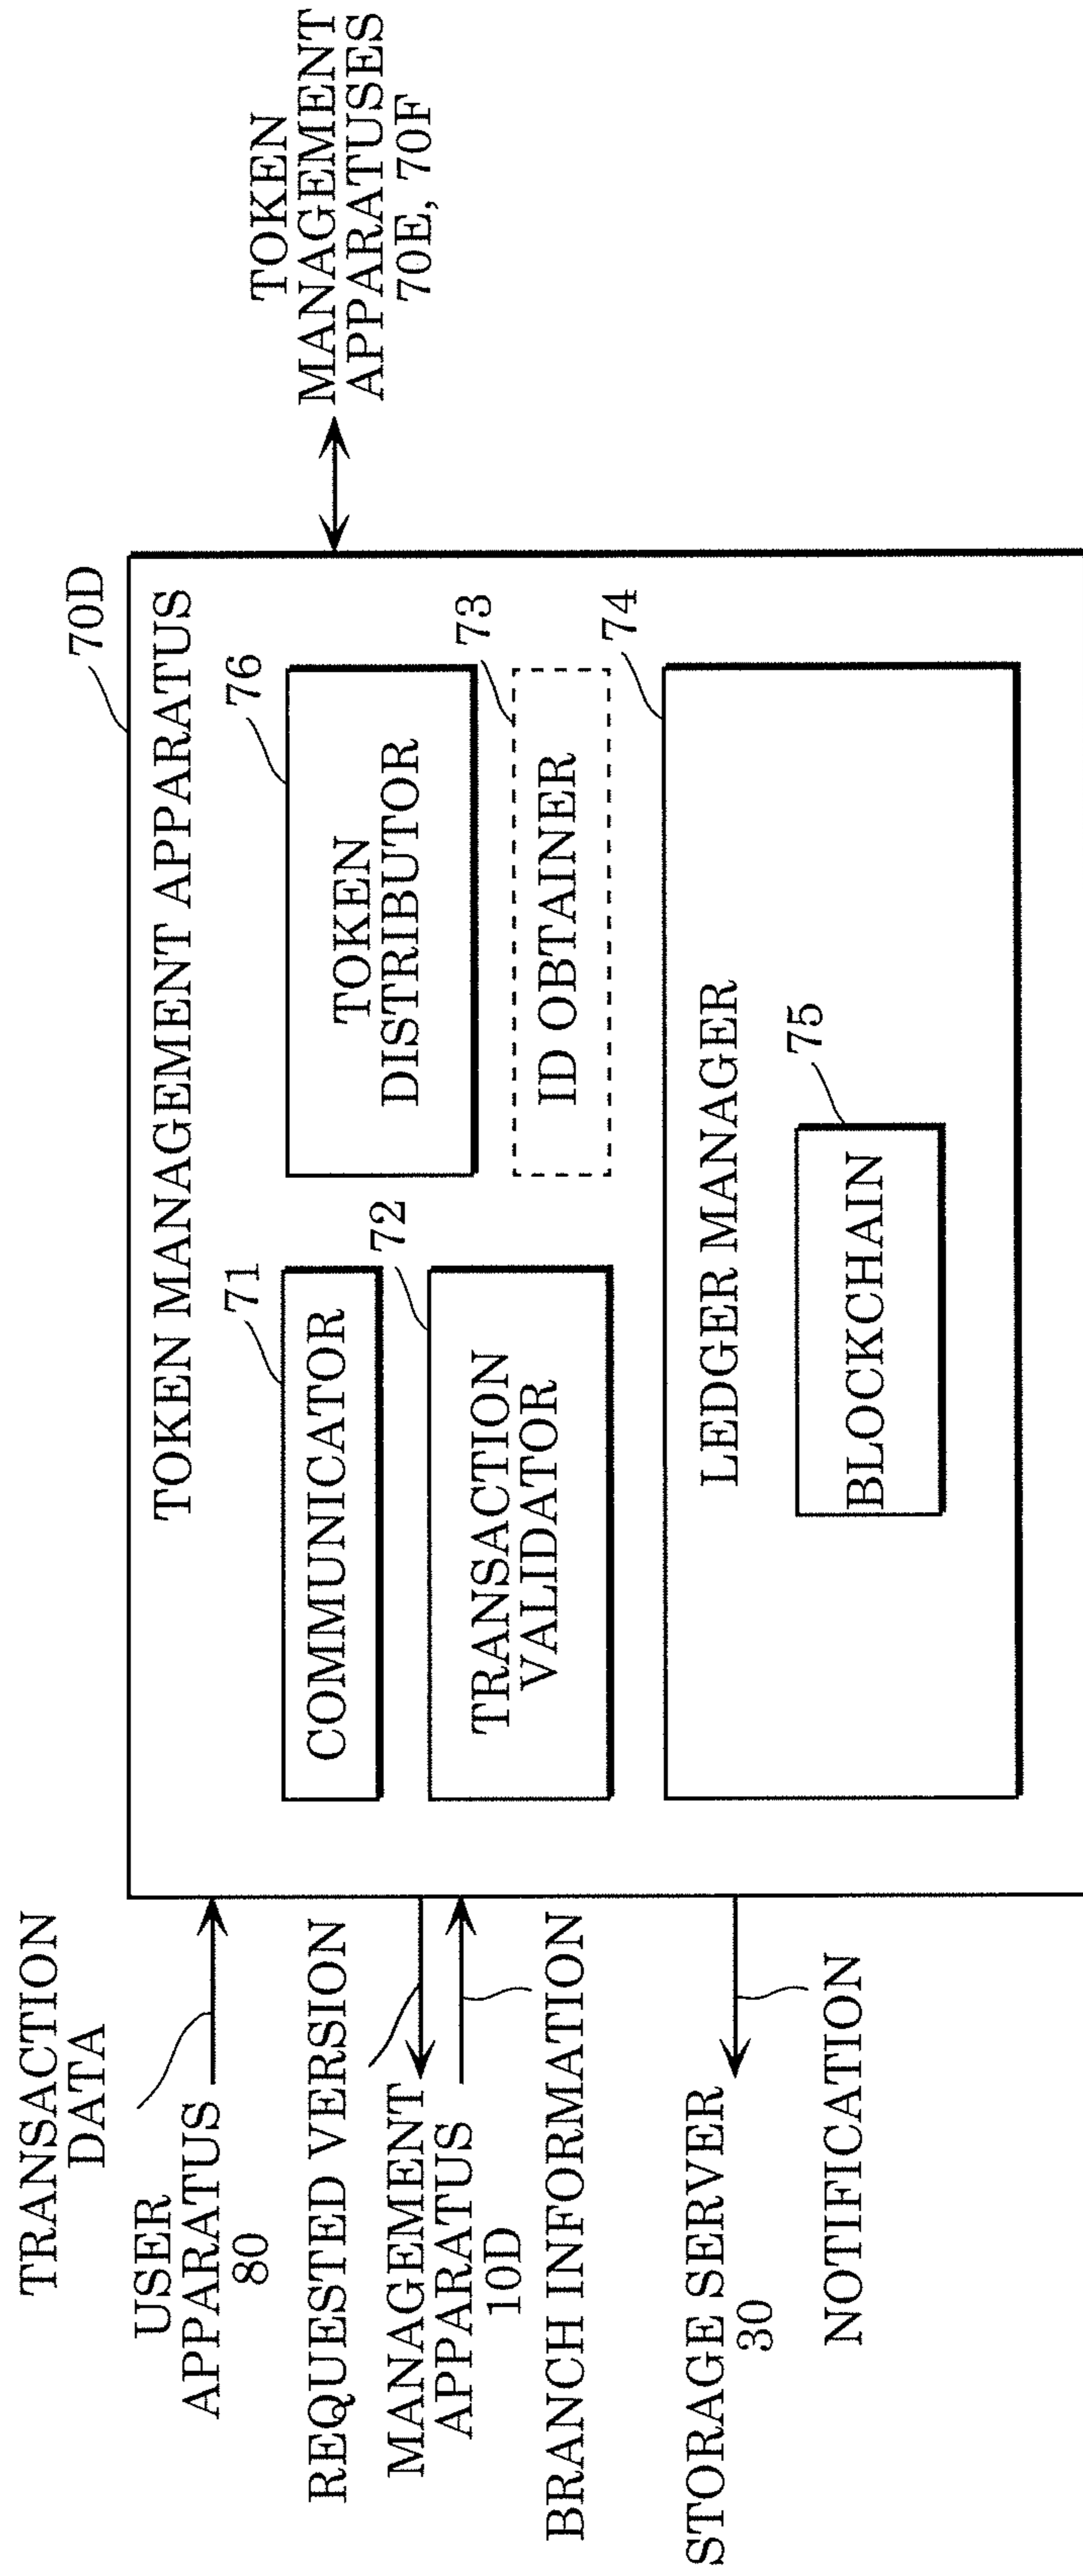 TRANSACTION
DATA
USER
APPARATUS
80
REQUESTED VERSION
MANAGEMENT
APPARATUS
10D
BRANCH INFORMATION
STORAGE SERVER
30
NOTIFICATION
70D
TOKEN MANAGEMENT APPARATUS
71
COMMUNICATOR
72
TRANSACTION
VALIDATOR
76
TOKEN
DISTRIBUTOR
73
ID OBTAINER
74
LEDGER MANAGER
75
BLOCKCHAIN
TOKEN
MANAGEMENT
APPARATUSES
70E, 70F